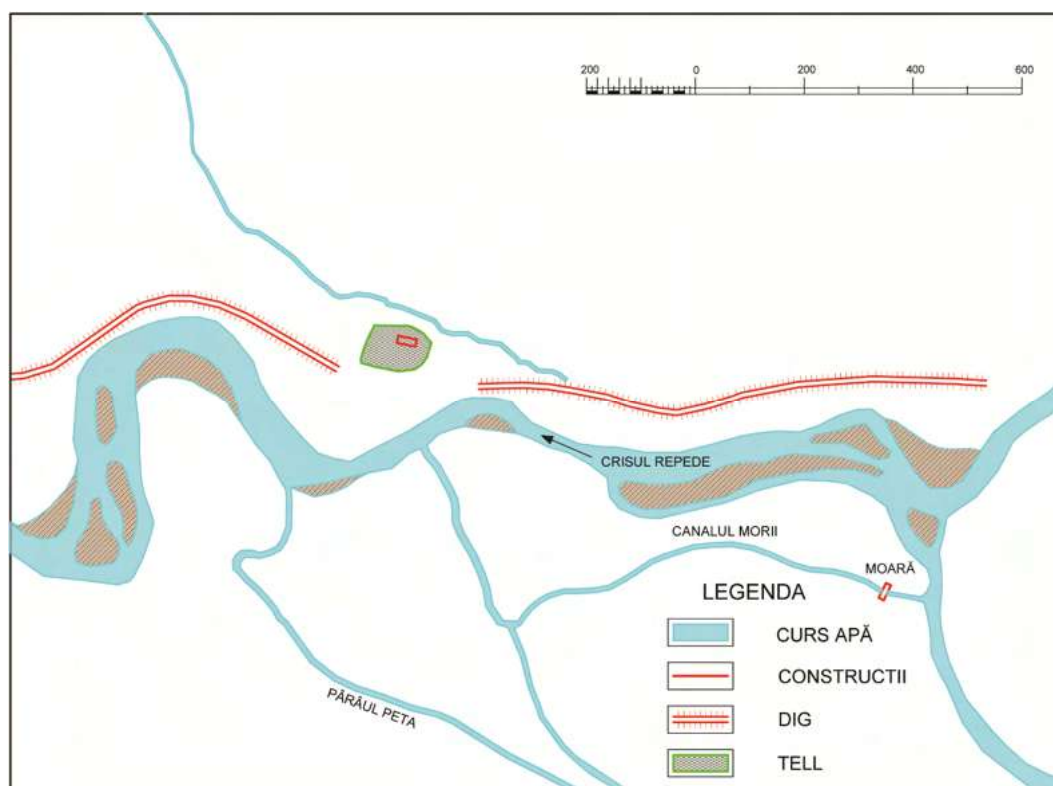 200 0 200 400 600
CRISUL REPEDE
CANALUL MORII
MOARĂ
LEGENDA
CURS APĂ
CONSTRUCTII
PÂRÂUL PETA
DIG
TELL